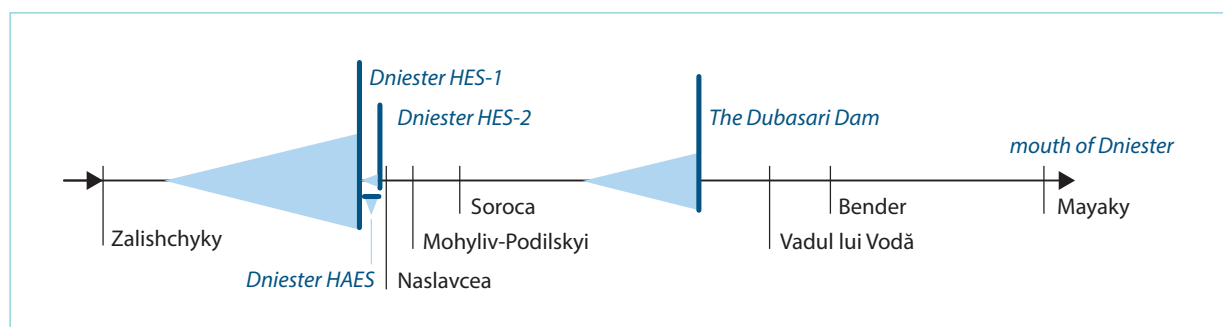 Dniester HES-1
Dniester HES-2
The Dubasari Dam
mouth of Dniester
Zalishchyky
Soroca
Mohyliv-Podilskyi
Dniester HAES
Naslavcea
Bender
Vadul lui Vodă
Mayaky